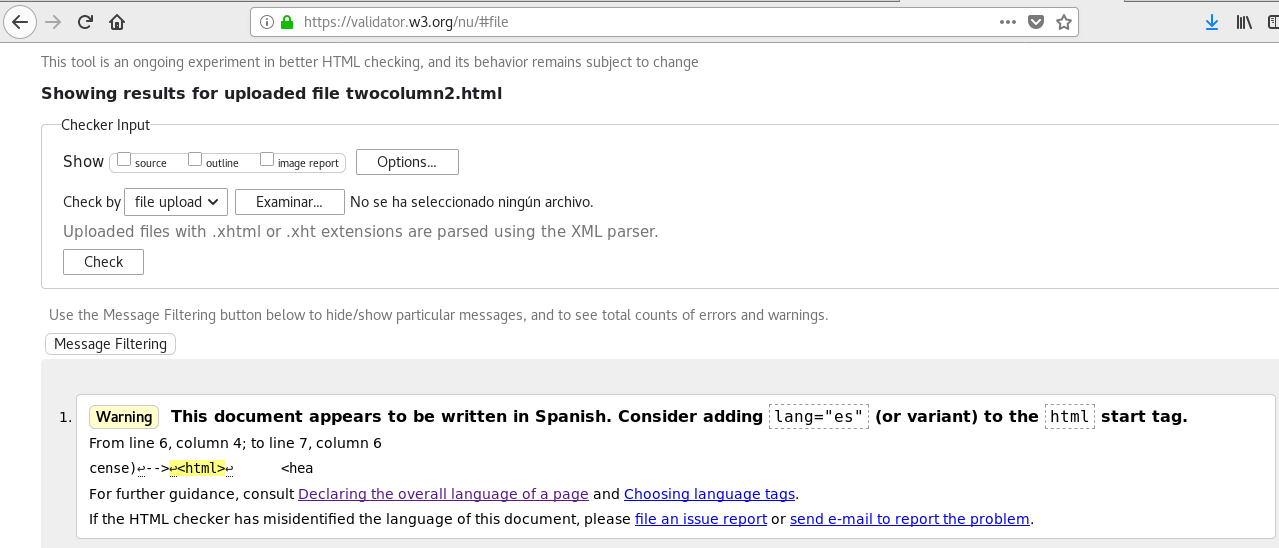 https://validator.w3.org/nu/#file
This tool is an ongoing experiment in better HTML checking, and its behavior remains subject to change
Showing results for uploaded file twocolumn2.html
Checker Input
Show source outline image report Options...
Check by file upload Examinar... No se ha seleccionado ningún archivo.
Uploaded files with .xhtml or .xht extensions are parsed using the XML parser.
Check
Use the Message Filtering button below to hide/show particular messages, and to see total counts of errors and warnings.
Message Filtering
1. Warning This document appears to be written in Spanish. Consider adding lang="es" (or variant) to the html start tag.
From line 6, column 4; to line 7, column 6
cense)↩-->↩<html>↩ <hea
For further guidance, consult Declaring the overall language of a page and Choosing language tags.
If the HTML checker has misidentified the language of this document, please file an issue report or send e-mail to report the problem.